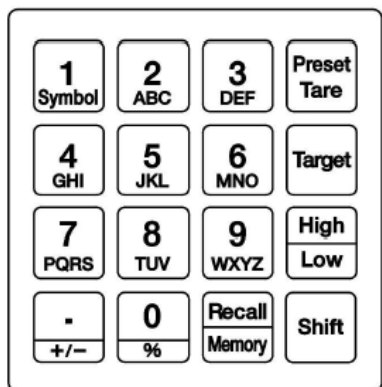 1 2 3 Preset
Symbol ABC DEF Tare
4 5 6 Target
GHI JKL MNO
7 8 9 High
PQRS TUV WXYZ Low
. 0 Recall Shift
+/− % Memory